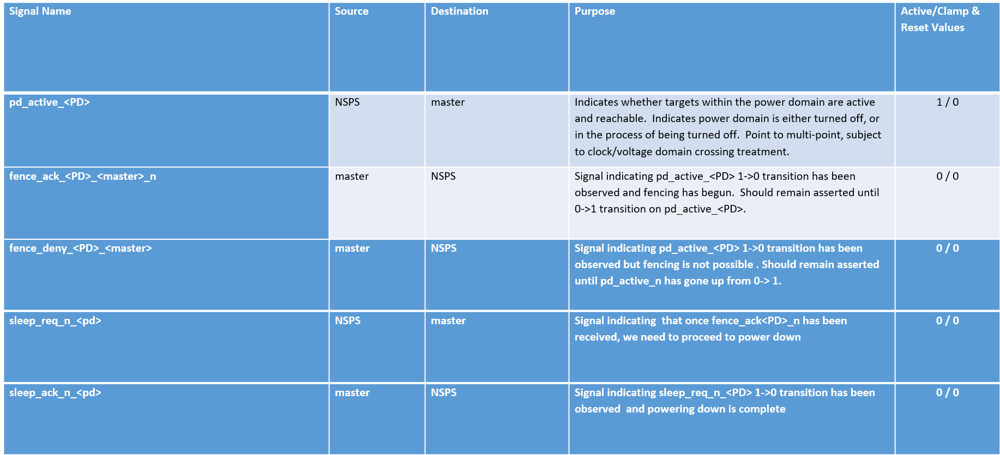 Signal Name
Source
Destination
Purpose
Active/Clamp &
Reset Values
pd_active_<PD>
NSPS
master
Indicates whether targets within the power domain are active
and reachable.  Indicates power domain is either turned off, or
in the process of being turned off.  Point to multi-point, subject
to clock/voltage domain crossing treatment.
1 / 0
fence_ack_<PD>_<master>_n
master
NSPS
Signal indicating pd_active_<PD> 1->0 transition has been
observed and fencing has begun.  Should remain asserted until
0->1 transition on pd_active_<PD>.
0 / 0
fence_deny_<PD>_<master>
master
NSPS
Signal indicating pd_active_<PD> 1->0 transition has been
observed but fencing is not possible . Should remain asserted
until pd_active_n has gone up from 0-> 1.
0 / 0
sleep_req_n_<pd>
NSPS
master
Signal indicating  that once fence_ack<PD>_n has been
received, we need to proceed to power down
0 / 0
sleep_ack_n_<pd>
master
NSPS
Signal indicating sleep_req_n_<PD> 1->0 transition has been
observed  and powering down is complete
0 / 0